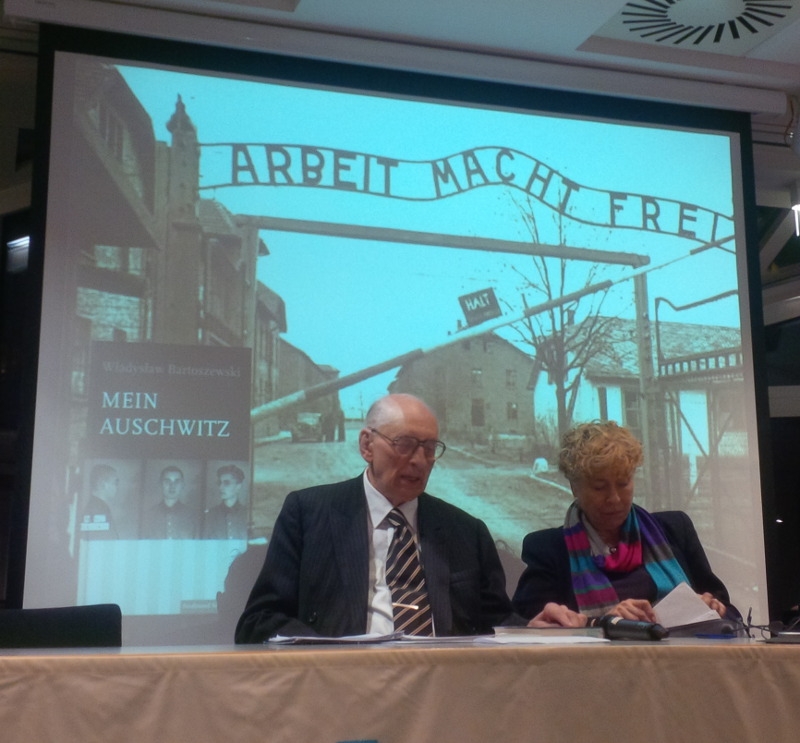 ARBEIT MACHT FREI
HALT
Władysław Bartoszewski
MEIN
AUSCHWITZ